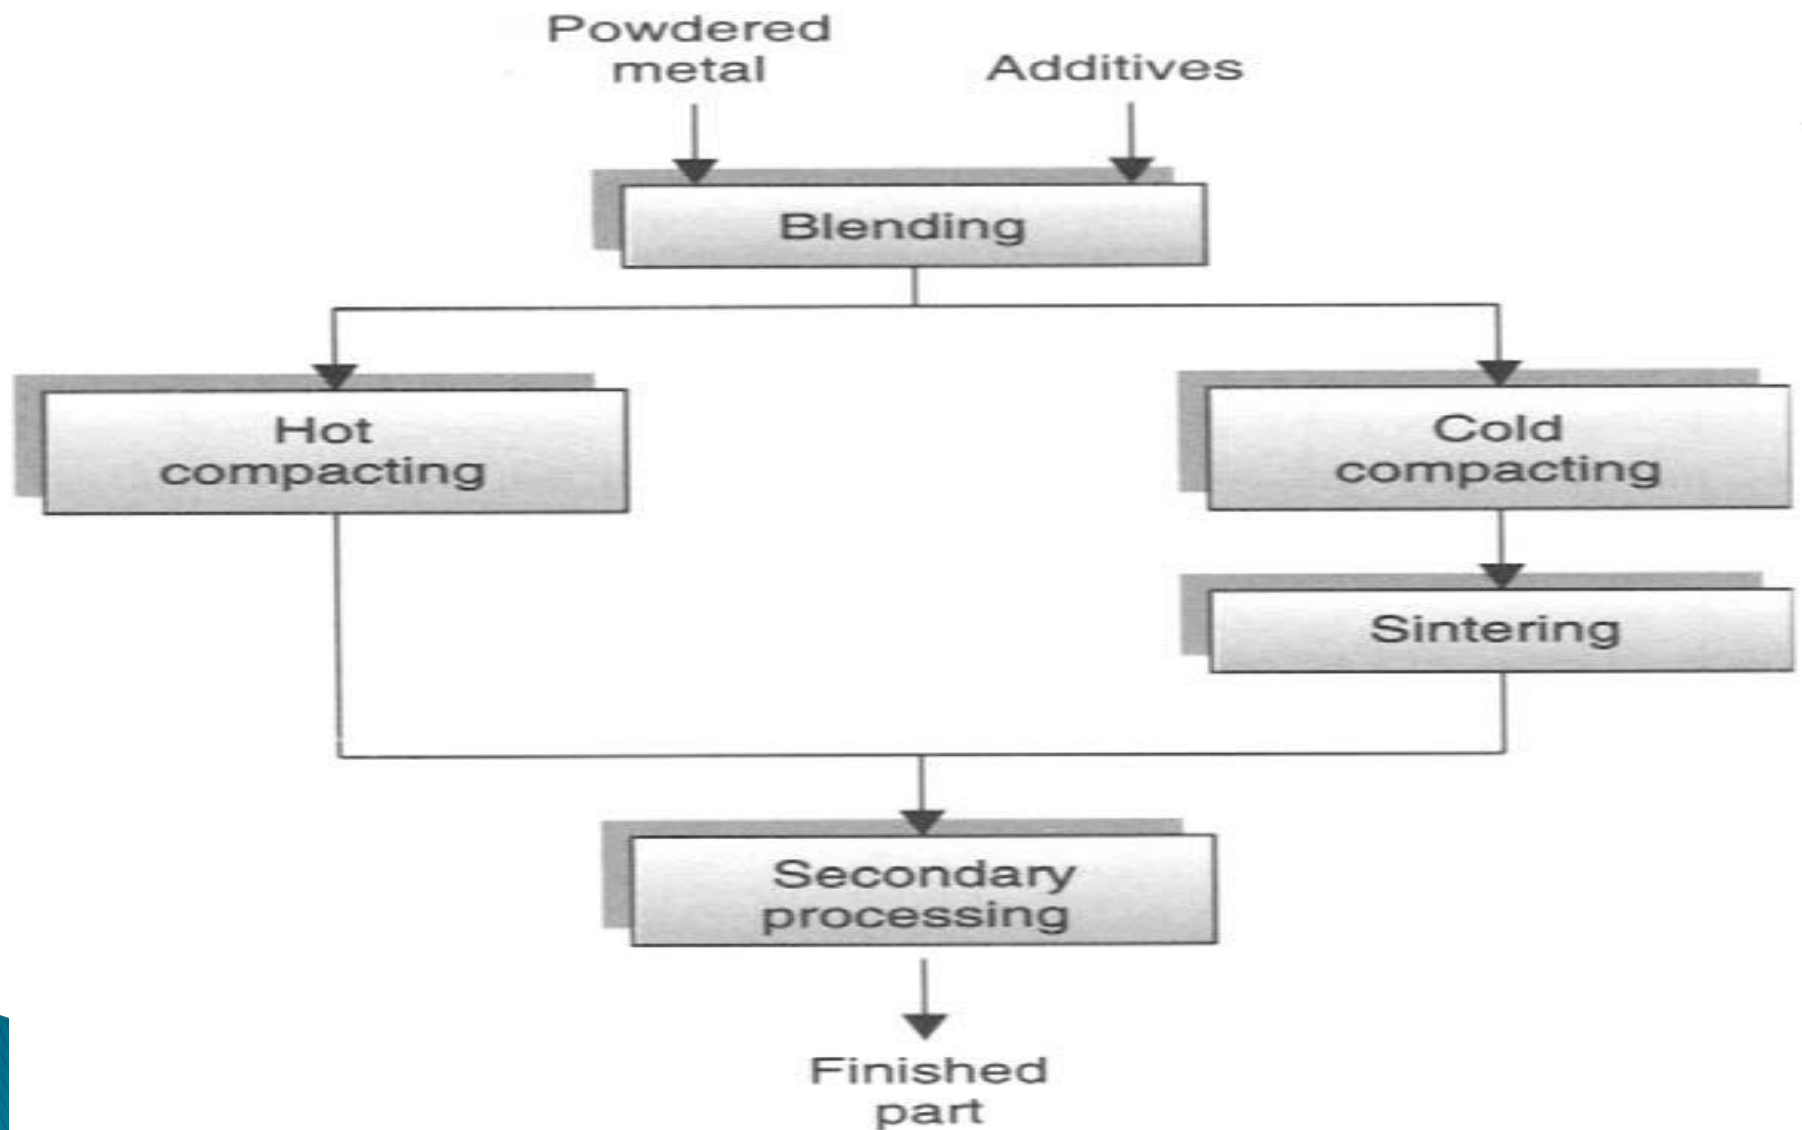 Powdered
metal
Additives
Blending
Hot
compacting
Cold
compacting
Sintering
Secondary
processing
Finished
part